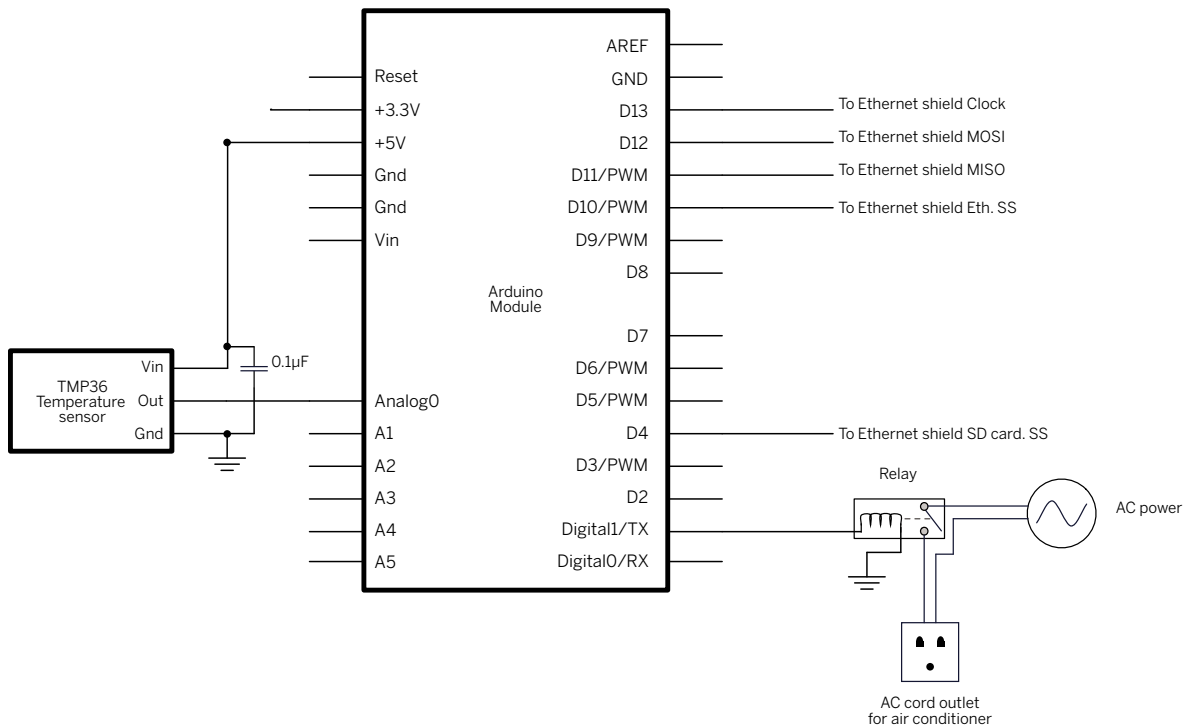 AREF
Reset
GND
+3.3V
D13
To Ethernet shield Clock
+5V
D12
To Ethernet shield MOSI
Gnd
D11/PWM
To Ethernet shield MISO
Gnd
D10/PWM
To Ethernet shield Eth. SS
Vin
D9/PWM
D8
Arduino
Module
D7
Vin
0.1µF
D6/PWM
TMP36
Temperature
sensor
Out
Analog0
D5/PWM
Gnd
A1
D4
To Ethernet shield SD card. SS
A2
D3/PWM
Relay
A3
D2
AC power
A4
Digital1/TX
A5
Digital0/RX
AC cord outlet
for air conditioner